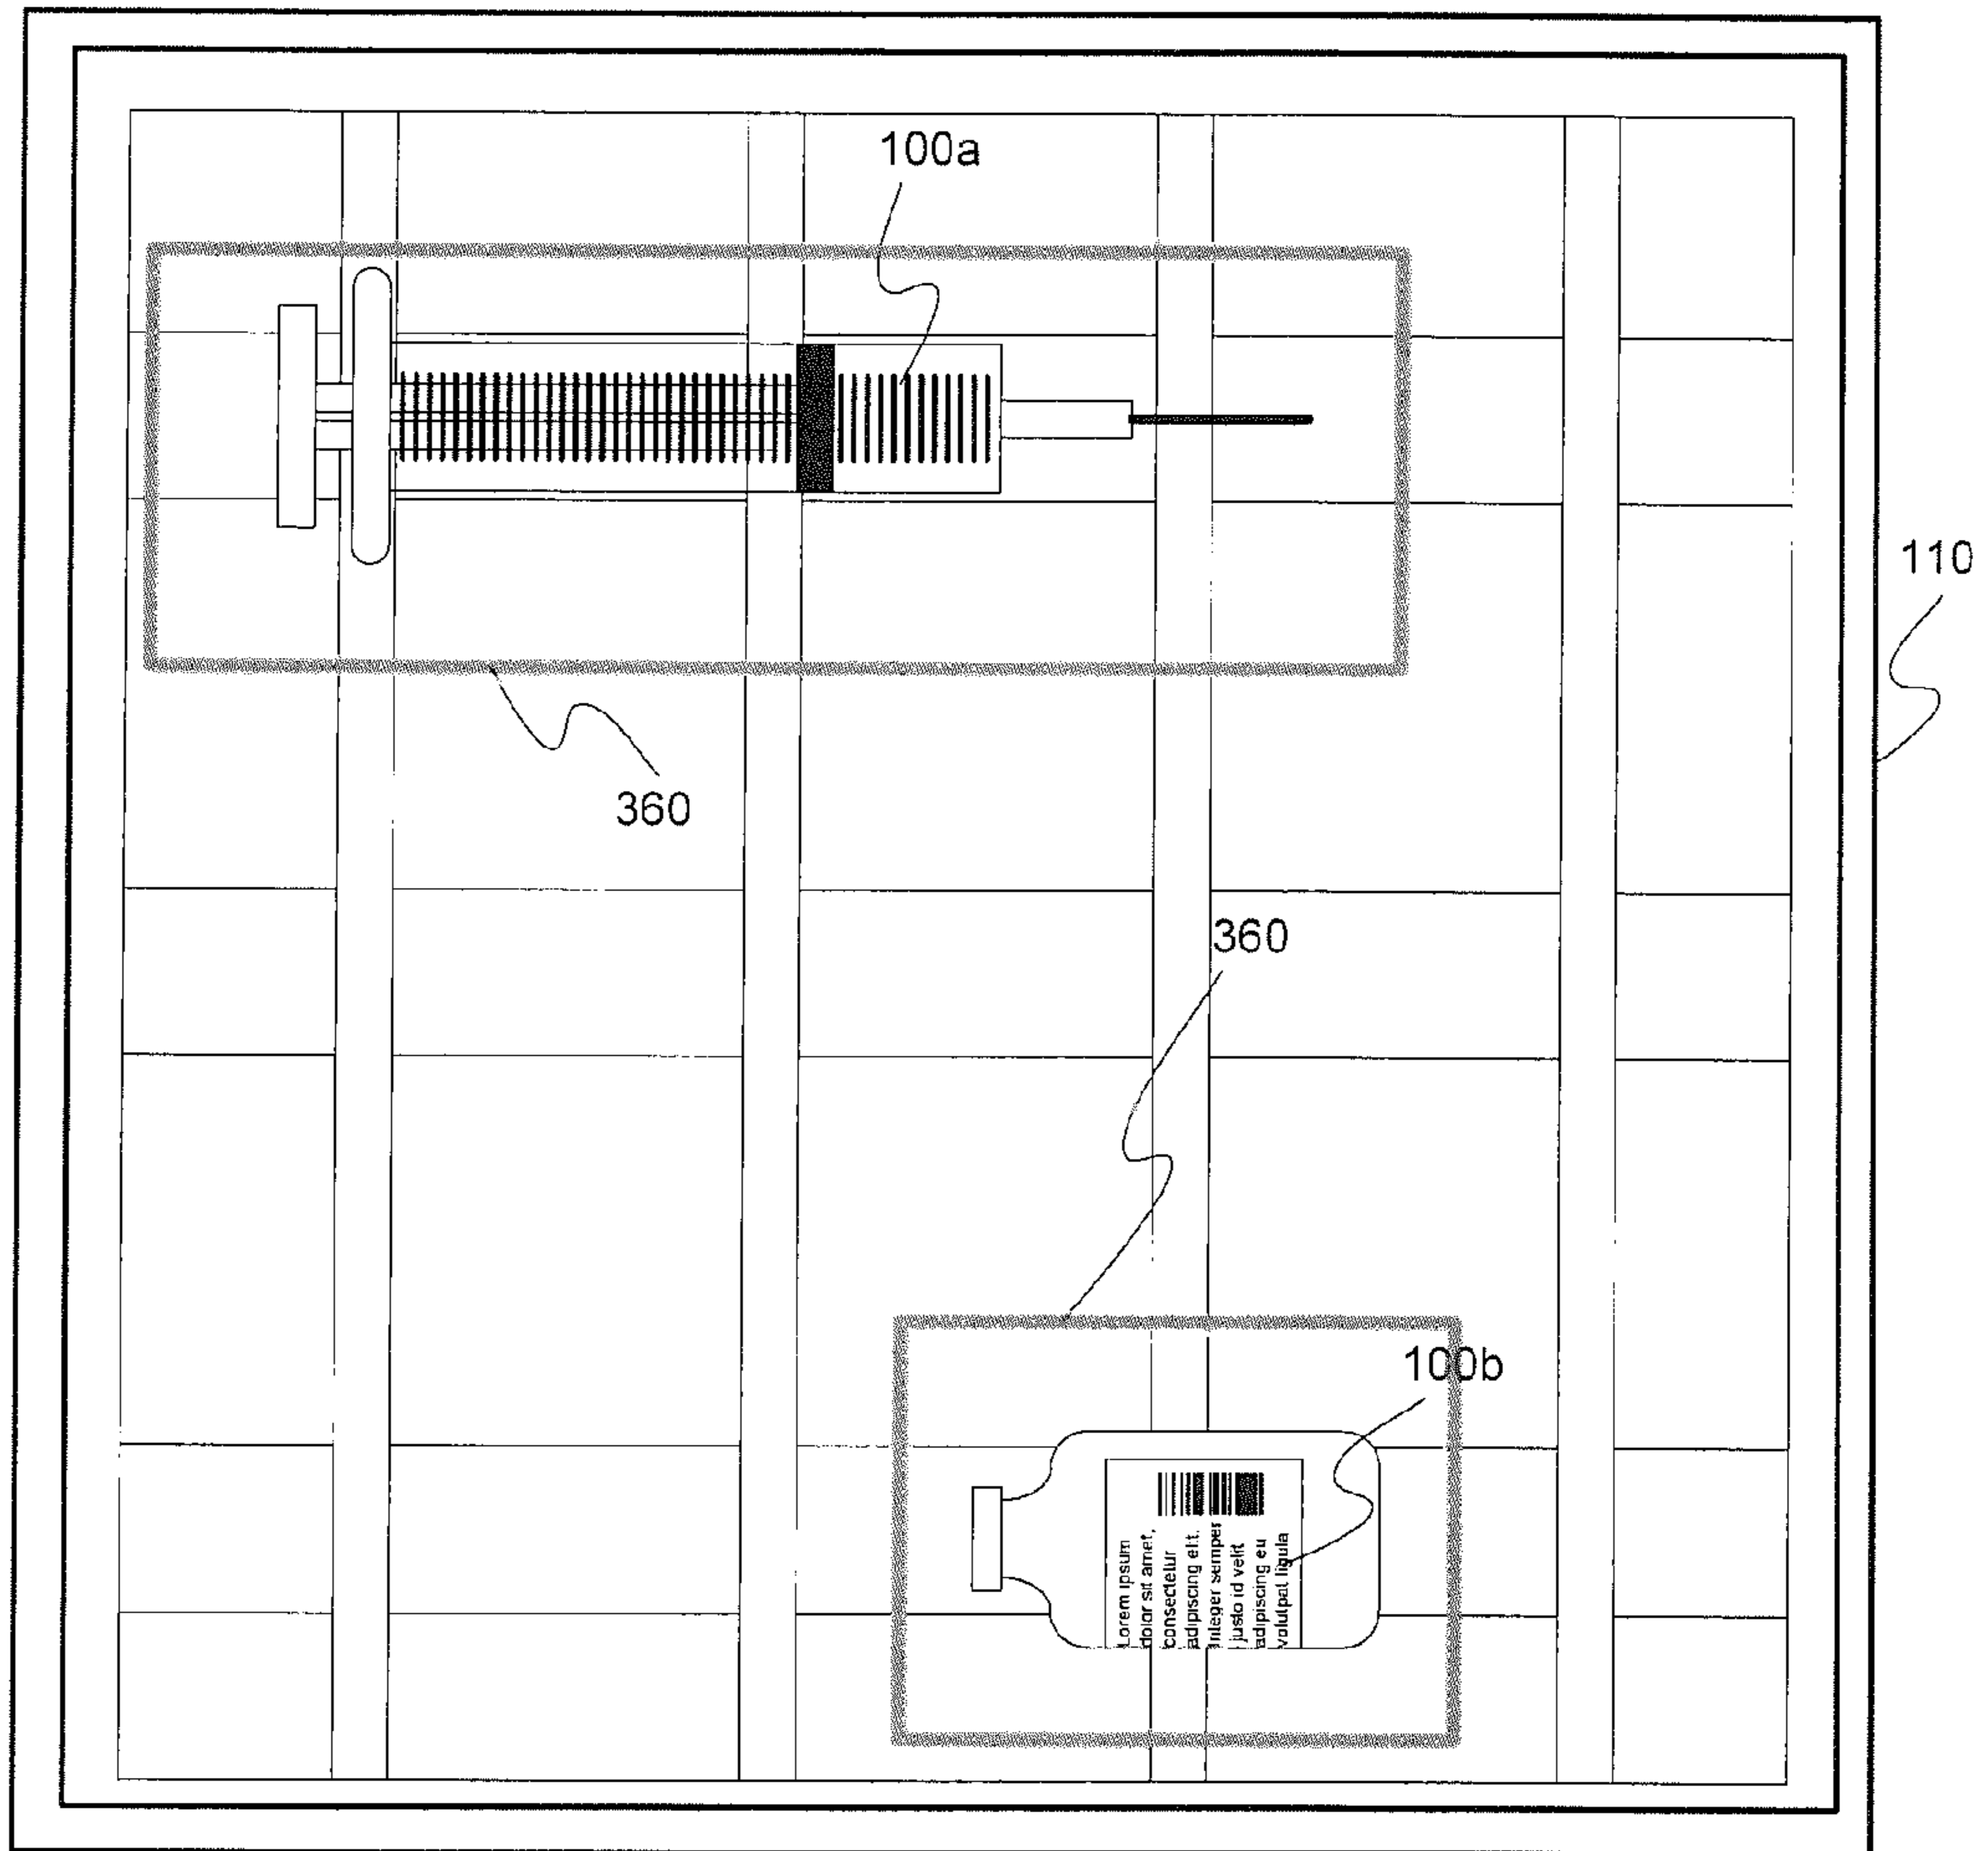 100a
110
360
360
100b
Lorem ipsum
dolor sit amet,
consectetur
adipiscing elit.
Integer semper
justo id velit
adipiscing eu
volutpat ligula